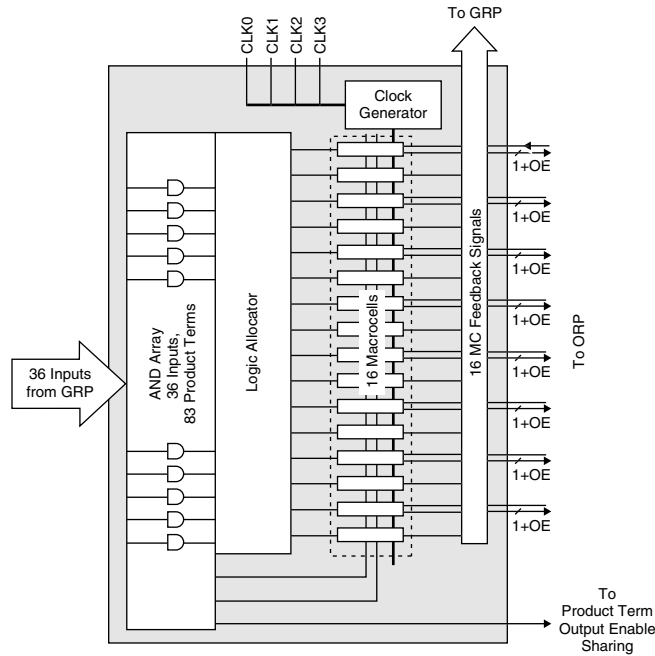 To GRP
CLK0
CLK1
CLK2
CLK3
Clock
Generator
1+OE
1+OE
1+OE
1+OE
1+OE
1+OE
1+OE
1+OE
36 Inputs
from GRP
AND Array
36 Inputs,
83 Product Terms
Logic Allocator
16 Macrocells
16 MC Feedback Signals
To ORP
To
Product Term
Output Enable
Sharing